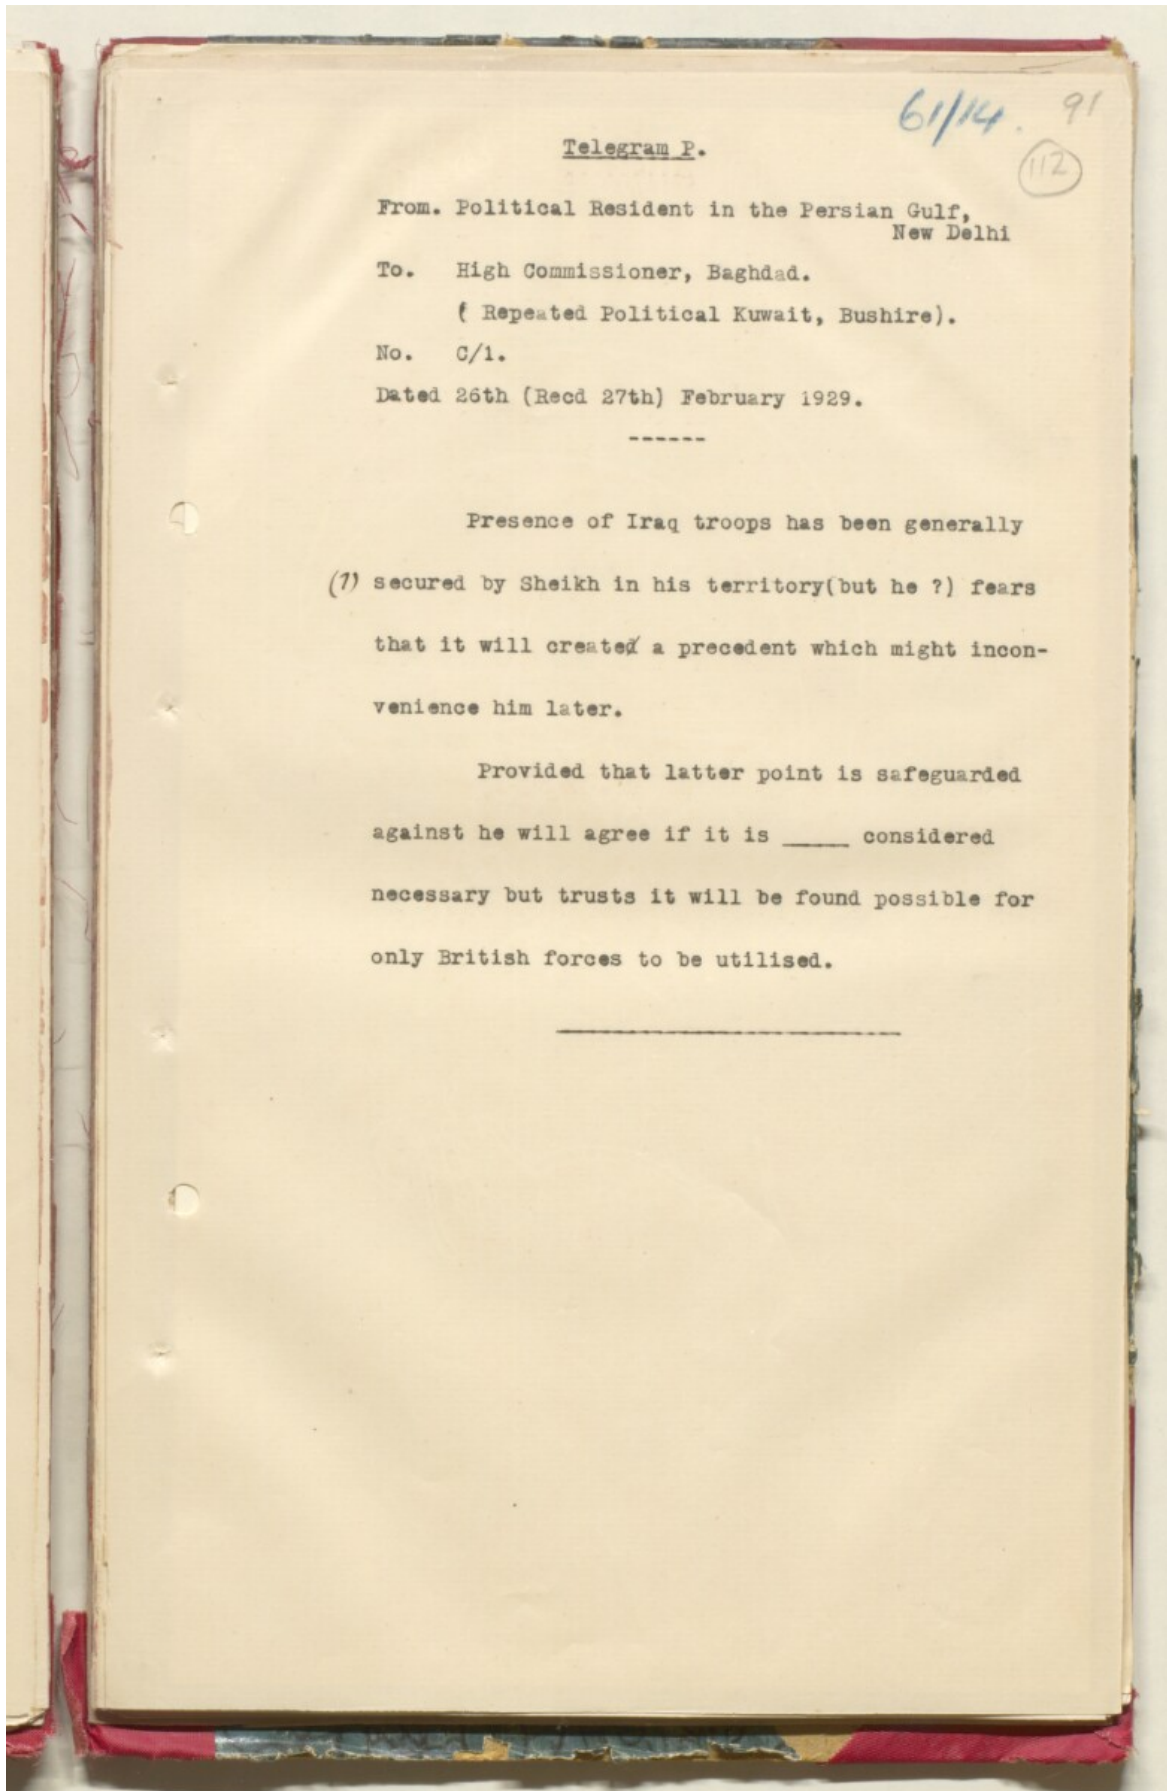 61/14. 91
Telegram P.
112
From. Political Resident in the Persian Gulf,
New Delhi
To. High Commissioner, Baghdad.
( Repeated Political Kuwait, Bushire).
No. C/1.
Dated 26th (Recd 27th) February 1929.
------
Presence of Iraq troops has been generally
(?) secured by Sheikh in his territory(but he ?) fears
that it will create a precedent which might incon-
venience him later.
Provided that latter point is safeguarded
against he will agree if it is _____ considered
necessary but trusts it will be found possible for
only British forces to be utilised.